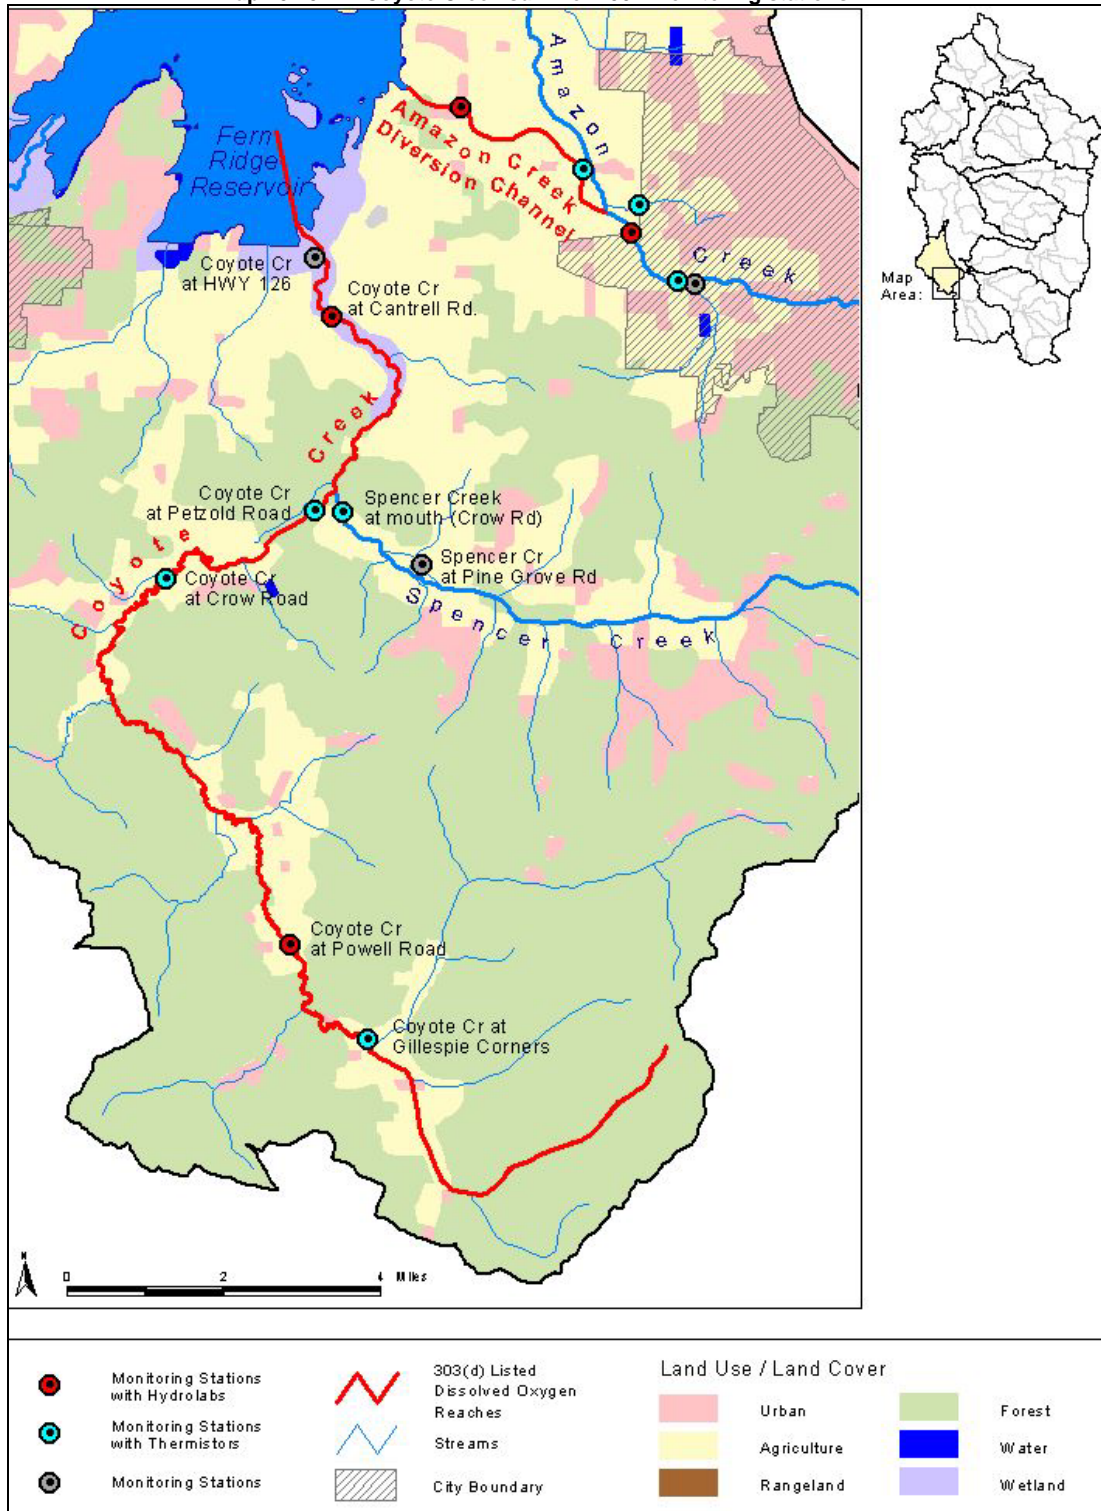 Amazon
Creek
Amazon Creek
Diversion Channel
Fern
Ridge
Reservoir
Coyote Cr
at HWY 126
Coyote Cr
at Cantrell Rd.
Map
Area:
Coyote Creek
Coyote Cr
at Petzold Road
Spencer Creek
at mouth (Crow Rd)
Spencer Cr
at Pine Grove Rd
Coyote Cr
at Crow Road
Spencer Creek
Coyote Cr
at Powell Road
Coyote Cr at
Gillespie Corners
N
0 2 4 Miles
Monitoring Stations
with Hydrolabs
Monitoring Stations
with Thermistors
Monitoring Stations
303(d) Listed
Dissolved Oxygen
Reaches
Streams
City Boundary
Land Use / Land Cover
Urban
Agriculture
Rangeland
Forest
Water
Wetland